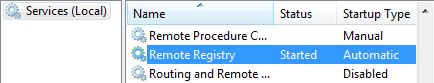 Services (Local)
Name Status Startup Type
Remote Procedure C... Manual
Remote Registry Started Automatic
Routing and Remote ... Disabled